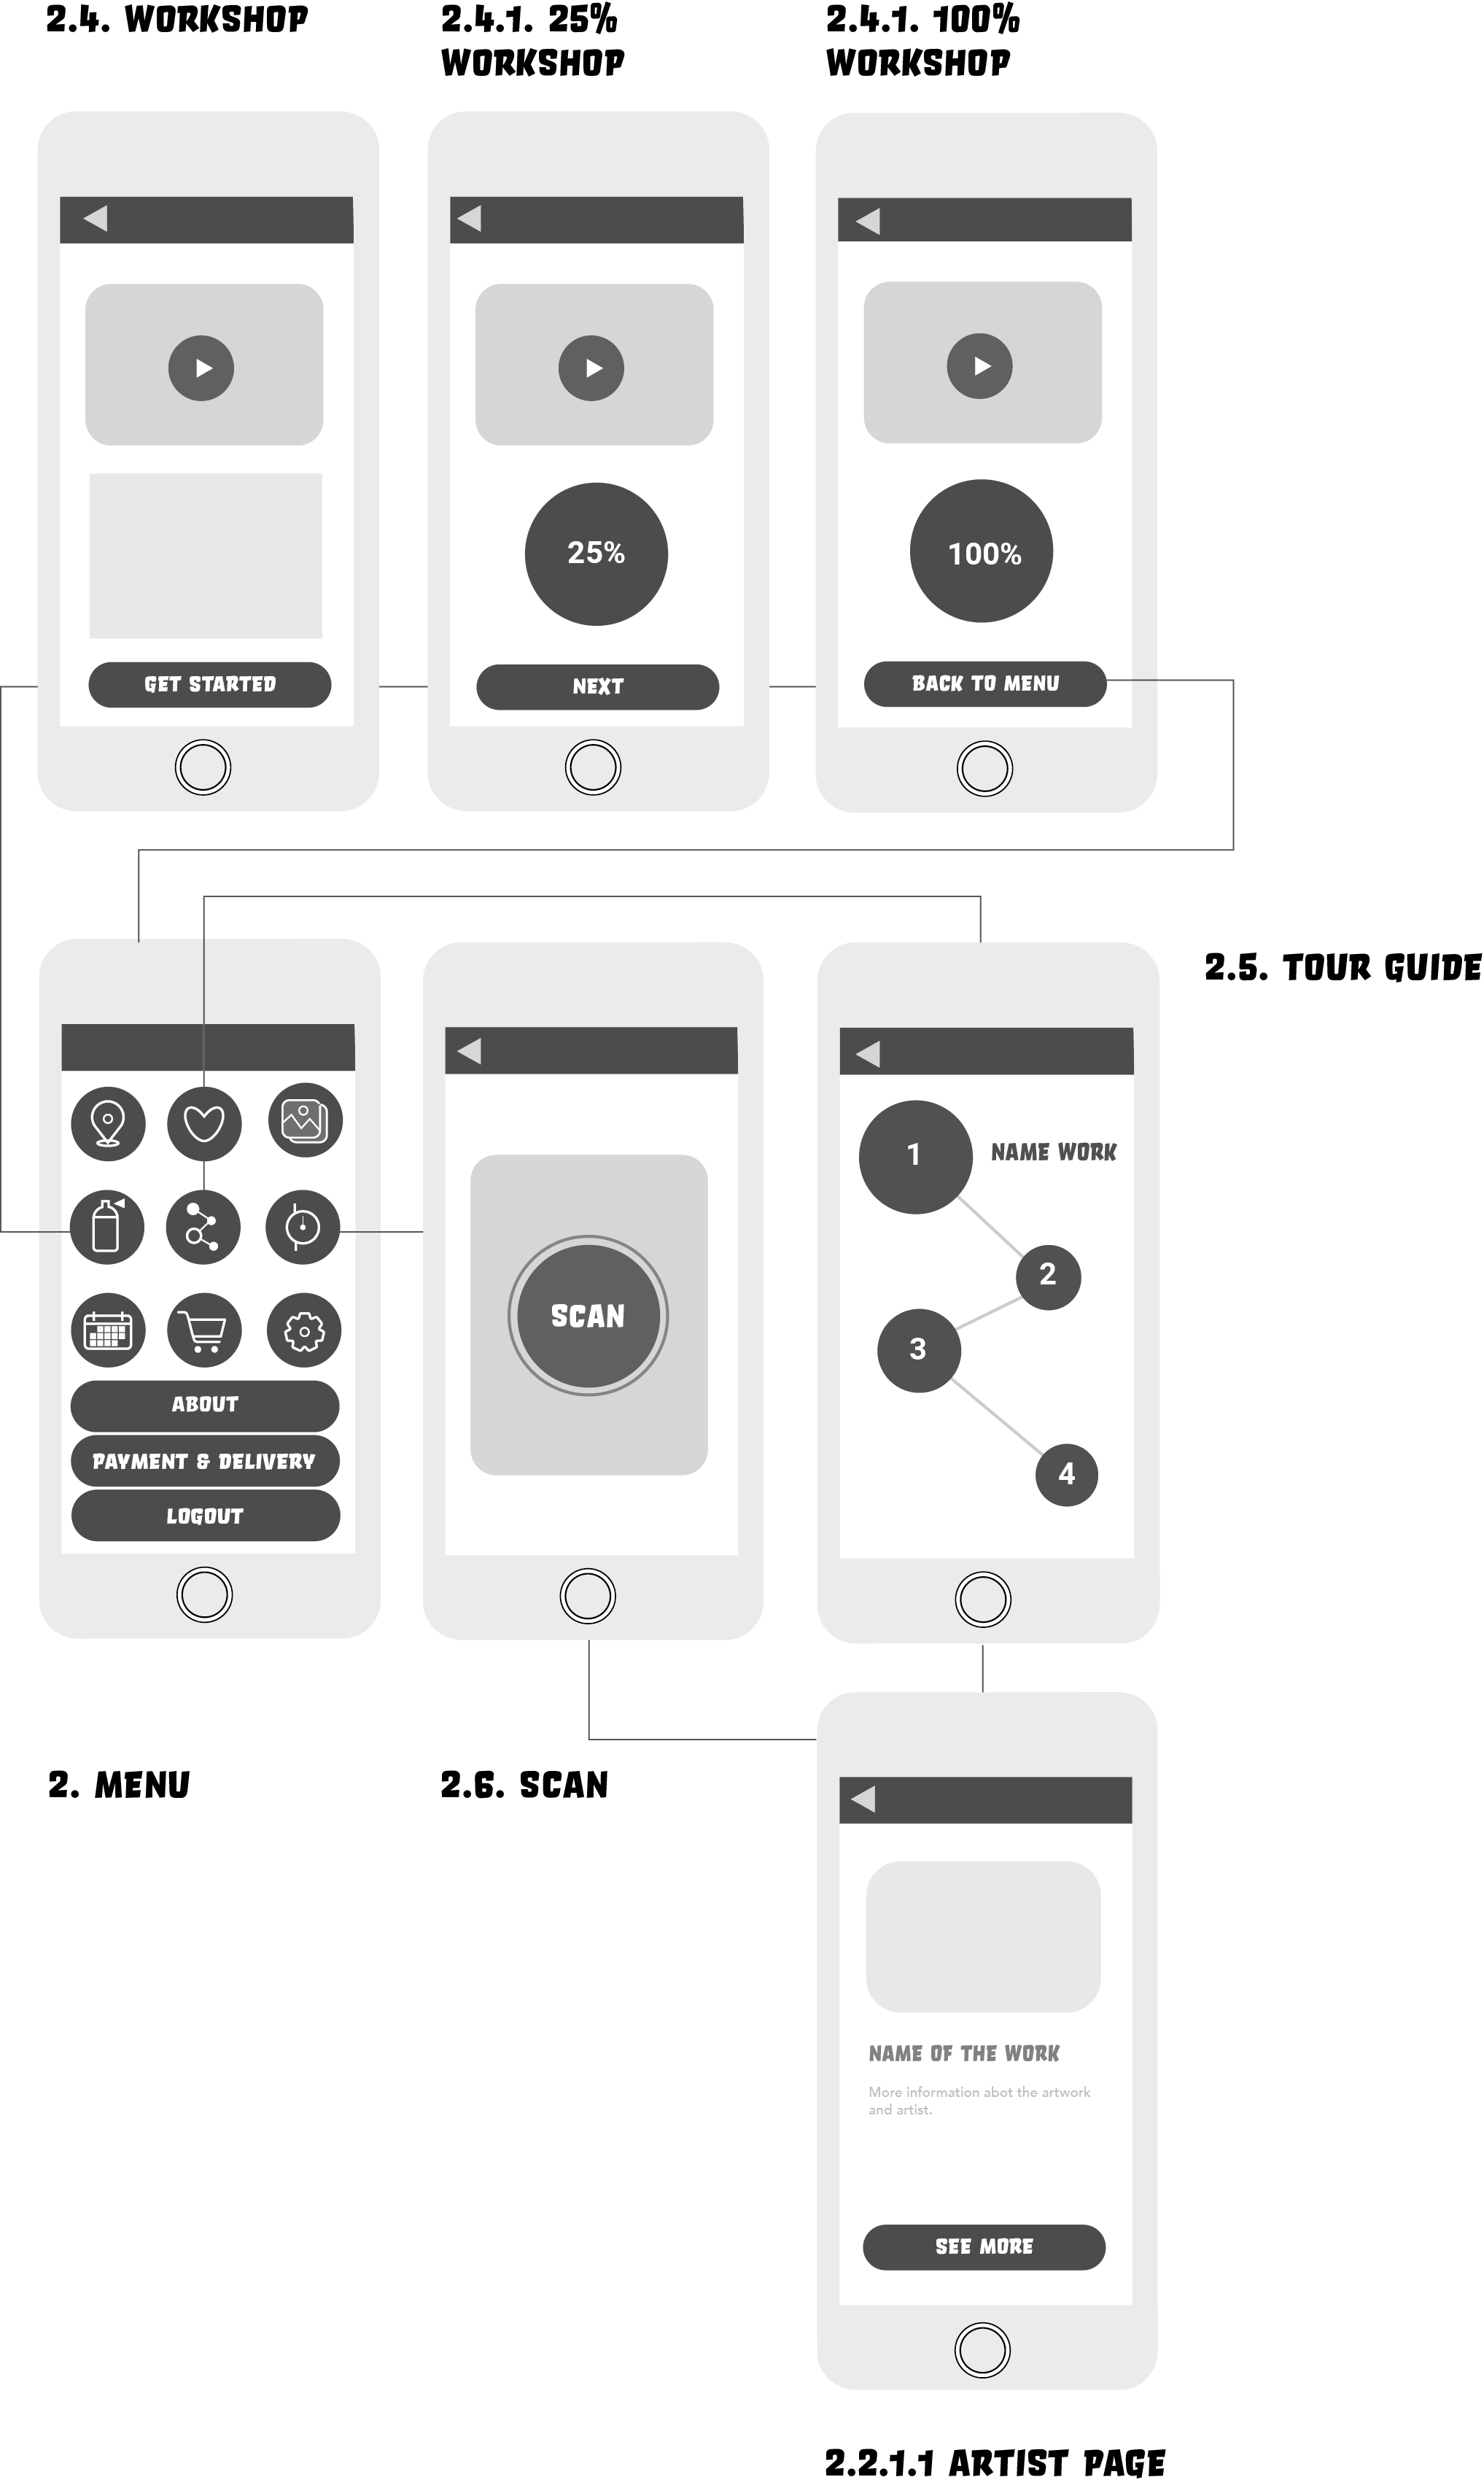 2.4. WORKSHOP
2.4.1. 25%
WORKSHOP
2.4.1. 100%
WORKSHOP
25%
100%
GET STARTED
NEXT
BACK TO MENU
2.5. TOUR GUIDE
ABOUT
PAYMENT & DELIVERY
LOGOUT
SCAN
1
NAME WORK
2
3
4
2. MENU
2.6. SCAN
NAME OF THE WORK
More information abot the artwork
and artist.
SEE MORE
2.2.1.1 ARTIST PAGE